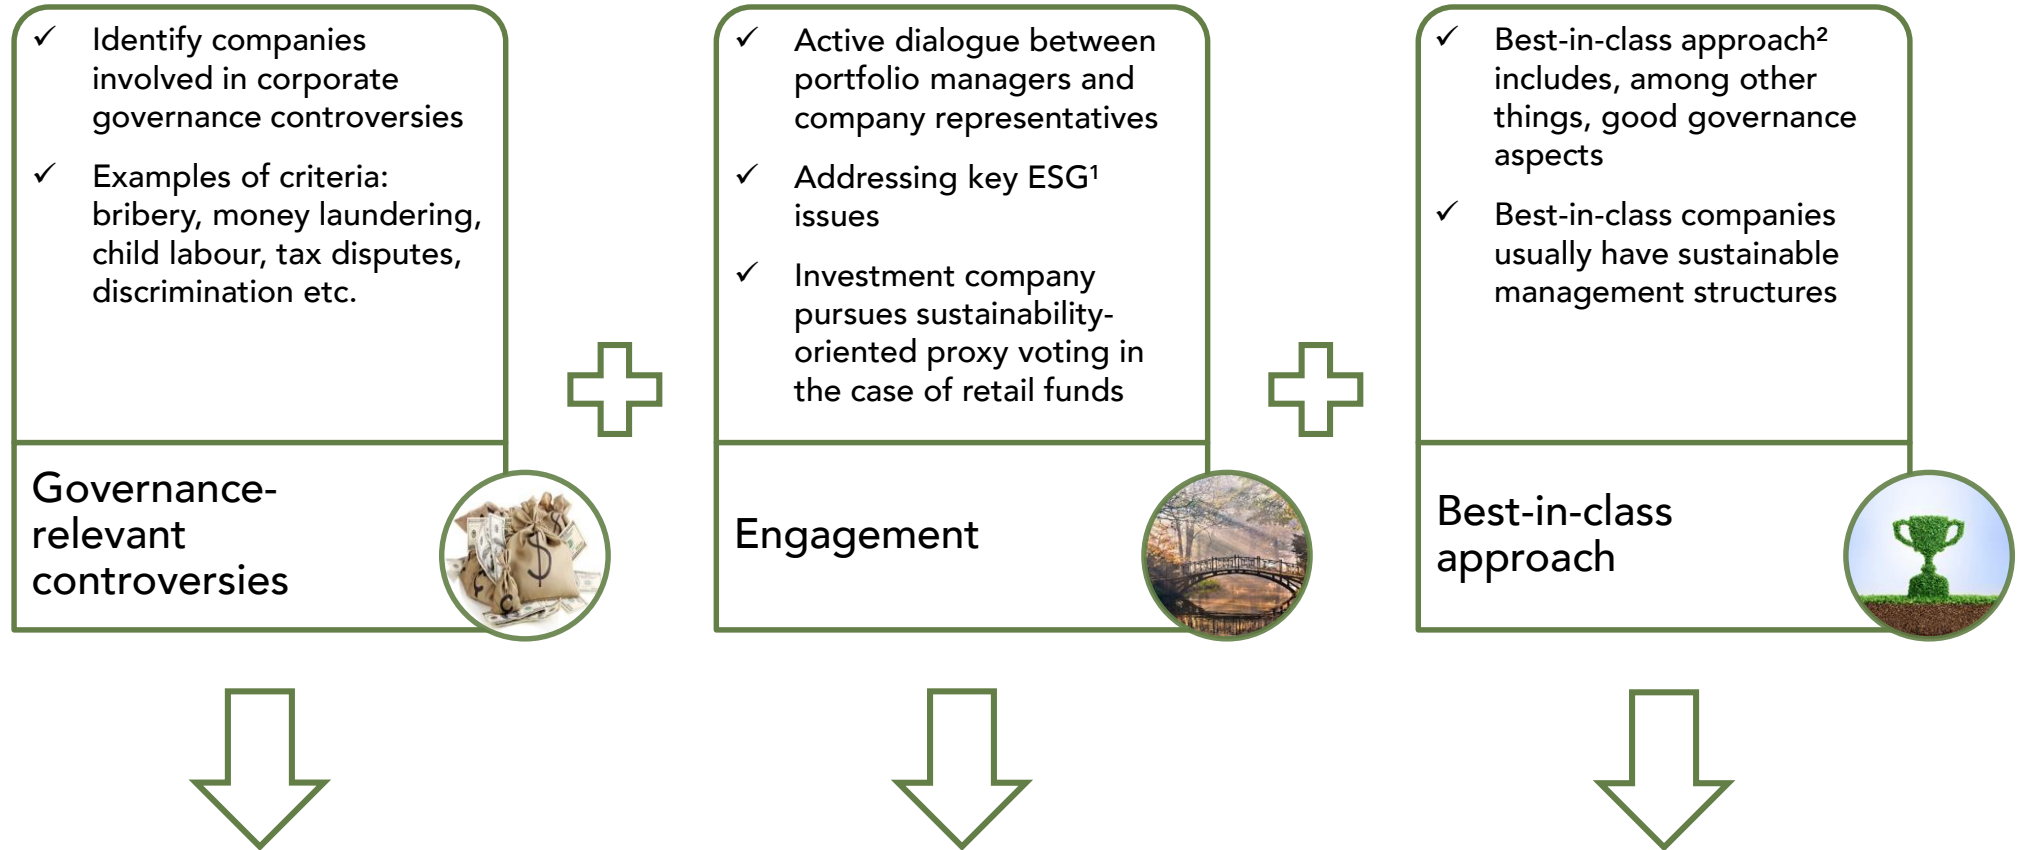 ✓ Identify companies
involved in corporate
governance controversies
✓ Examples of criteria:
bribery, money laundering,
child labour, tax disputes,
discrimination etc.
Governance-
relevant
controversies
✓ Active dialogue between
portfolio managers and
company representatives
✓ Addressing key ESG¹
issues
✓ Investment company
pursues sustainability-
oriented proxy voting in
the case of retail funds
Engagement
✓ Best-in-class approach²
includes, among other
things, good governance
aspects
✓ Best-in-class companies
usually have sustainable
management structures
Best-in-class
approach